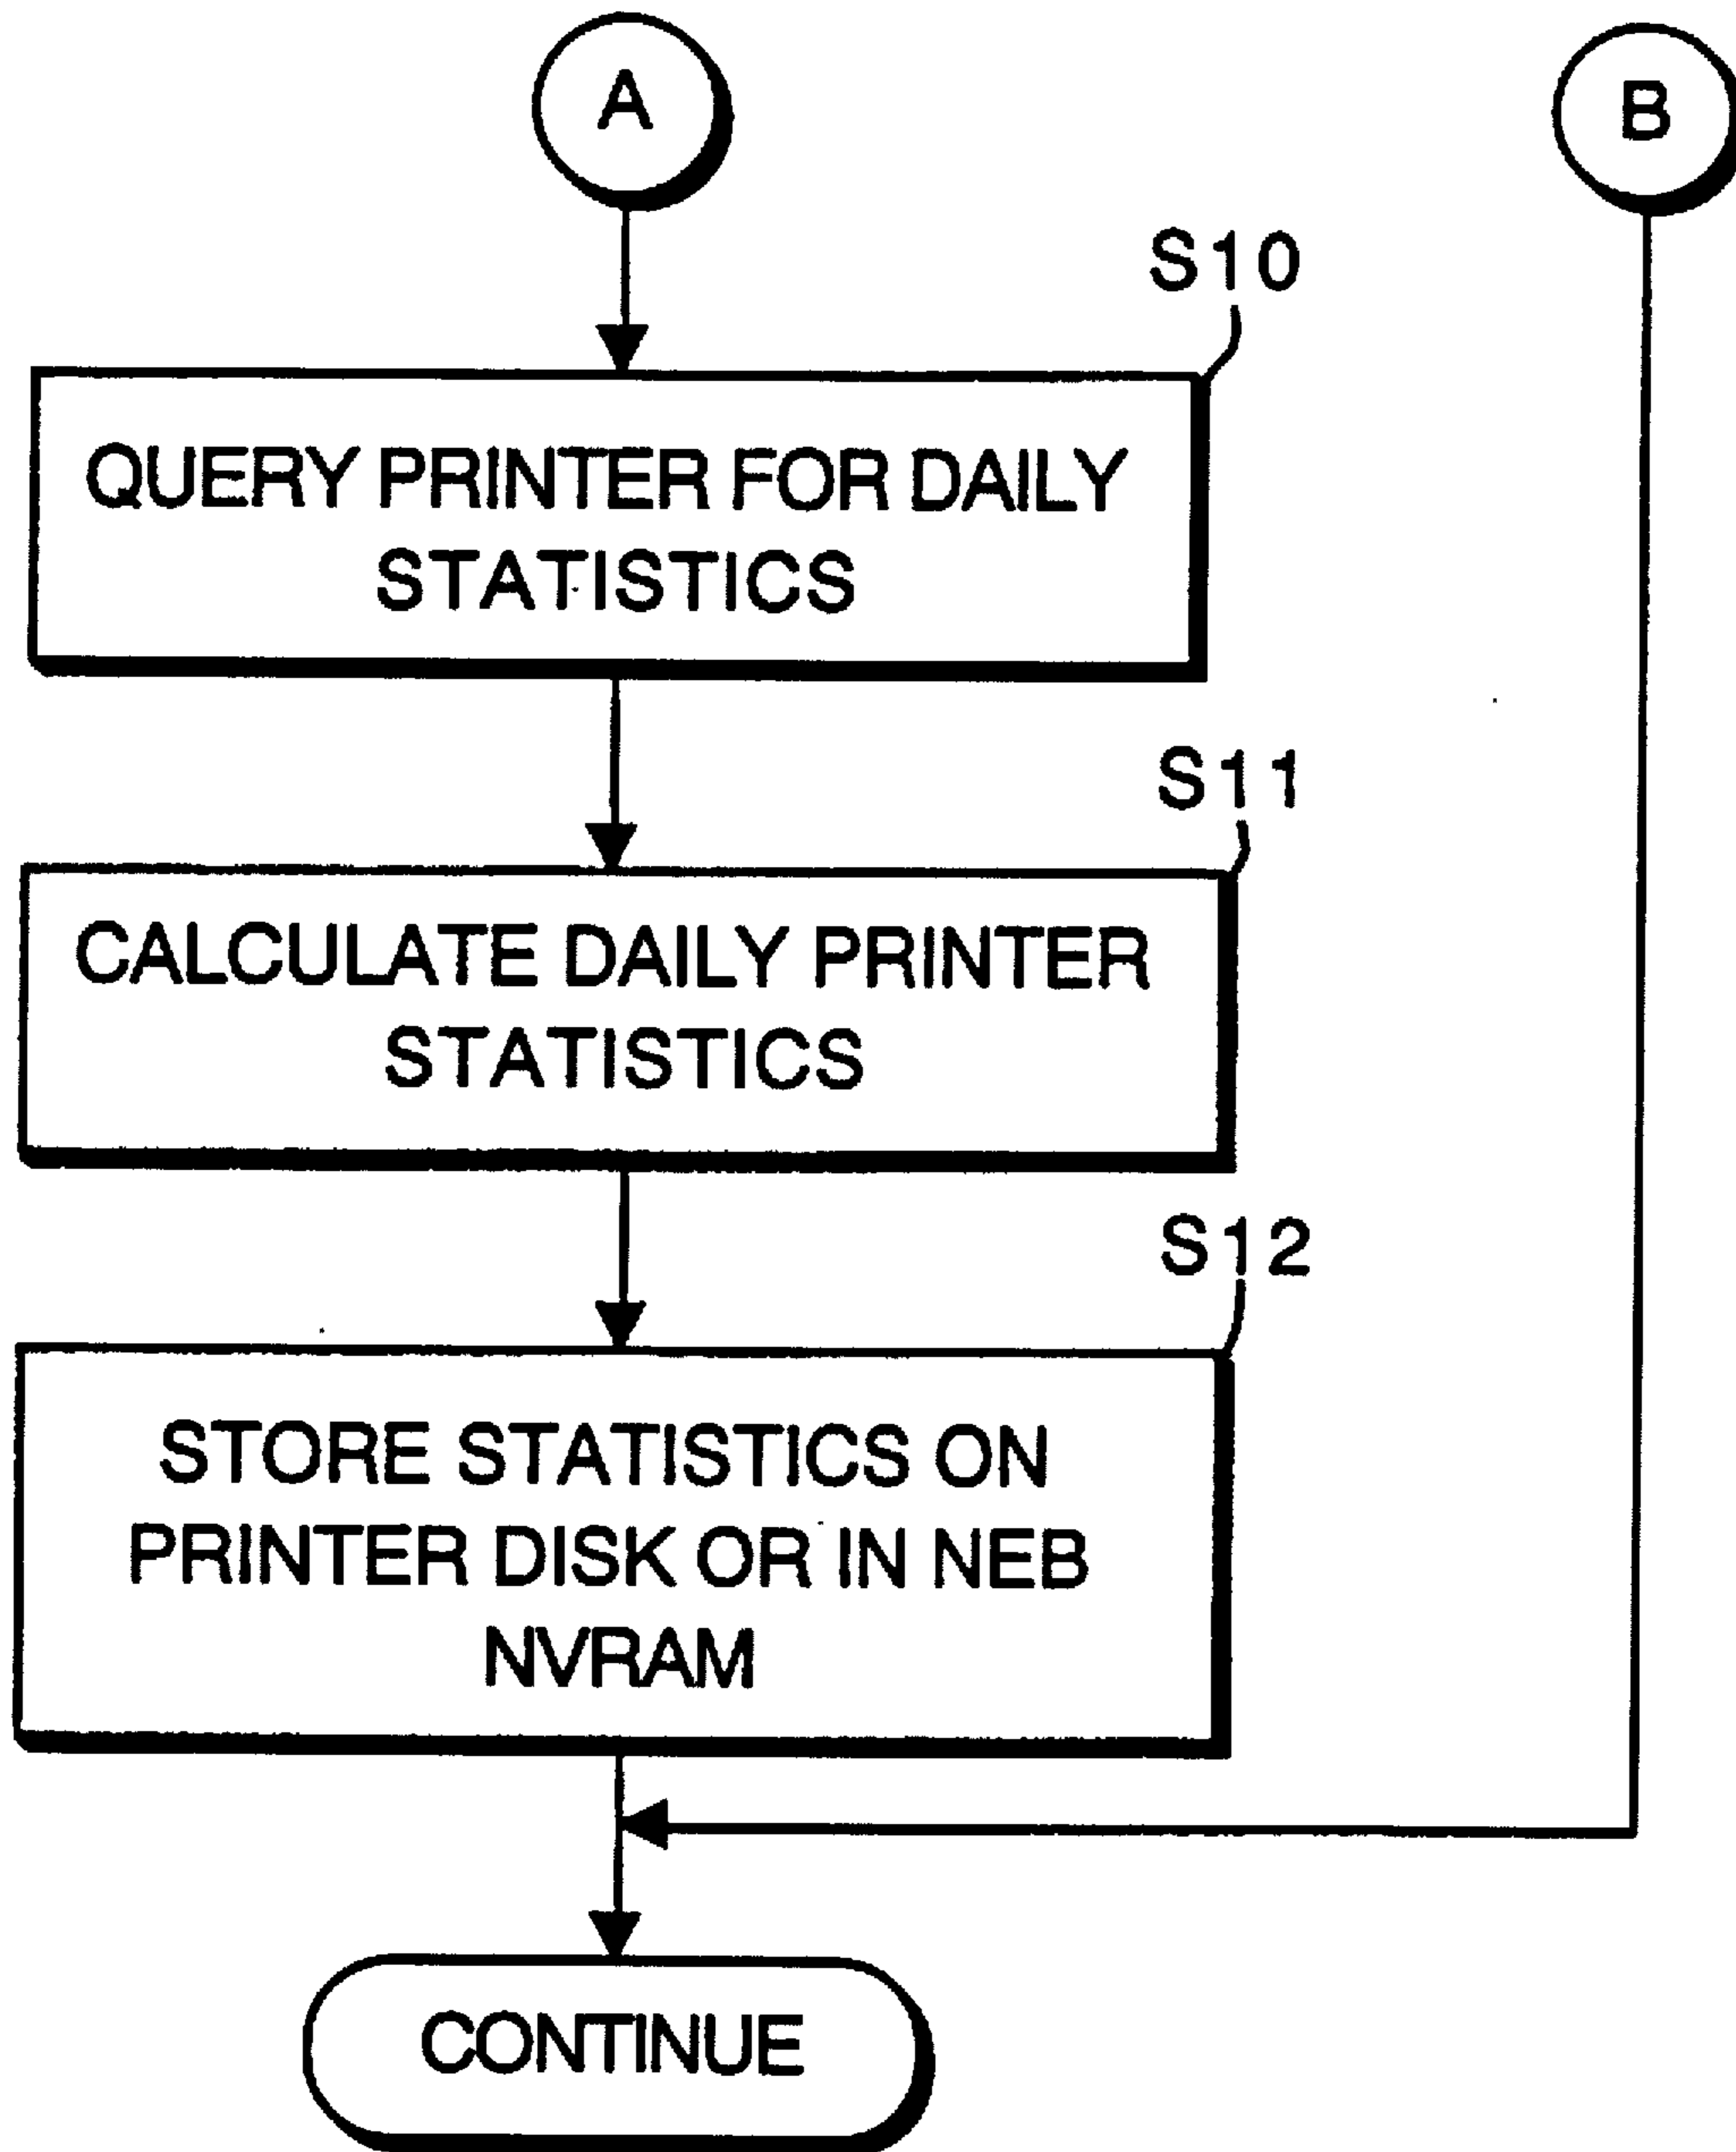 A
B
S10
QUERY PRINTER FOR DAILY
STATISTICS
S11
CALCULATE DAILY PRINTER
STATISTICS
S12
STORE STATISTICS ON
PRINTER DISK OR IN NEB
NVRAM
CONTINUE